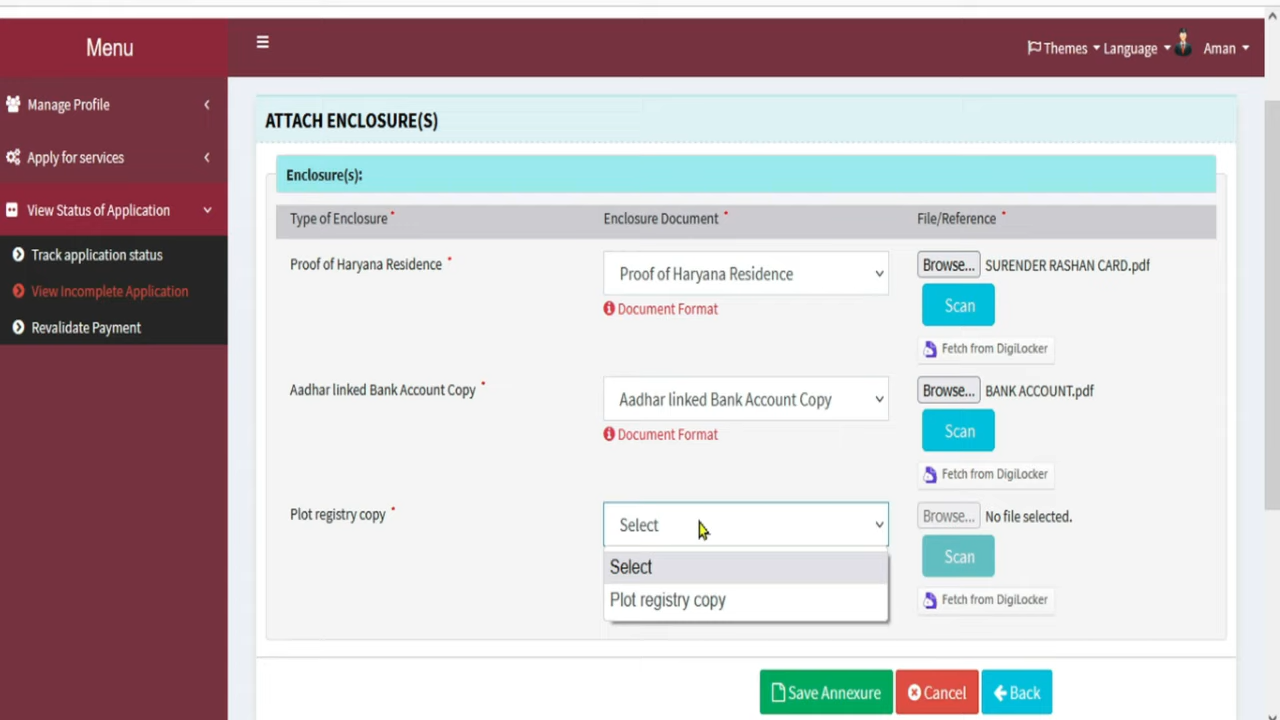 Menu
Themes Language Aman
Manage Profile
Apply for services
View Status of Application
Track application status
View Incomplete Application
Revalidate Payment
ATTACH ENCLOSURE(S)
Enclosure(s):
Type of Enclosure * Enclosure Document * File/Reference *
Proof of Haryana Residence * Proof of Haryana Residence Browse... SURENDER RASHAN CARD.pdf
Document Format Scan
Fetch from DigiLocker
Aadhar linked Bank Account Copy * Aadhar linked Bank Account Copy Browse... BANK ACCOUNT.pdf
Document Format Scan
Fetch from DigiLocker
Plot registry copy * Select Browse... No file selected.
Select Scan
Plot registry copy Fetch from DigiLocker
Save Annexure Cancel Back